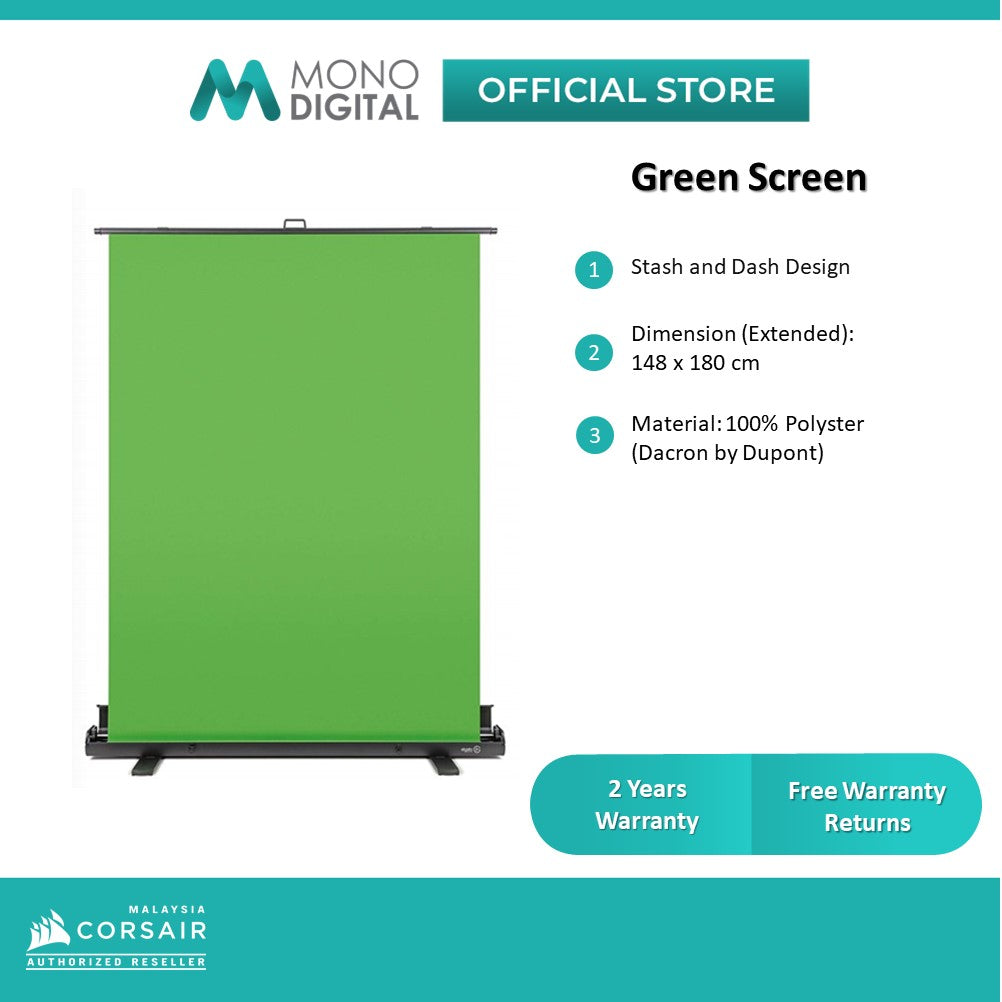 MONO
DIGITAL
OFFICIAL STORE
Green Screen
1
Stash and Dash Design
2
Dimension (Extended):
148 x 180 cm
3
Material: 100% Polyster
(Dacron by Dupont)
elgato
2 Years
Warranty
Free Warranty
Returns
MALAYSIA
CORSAIR
AUTHORIZED RESELLER